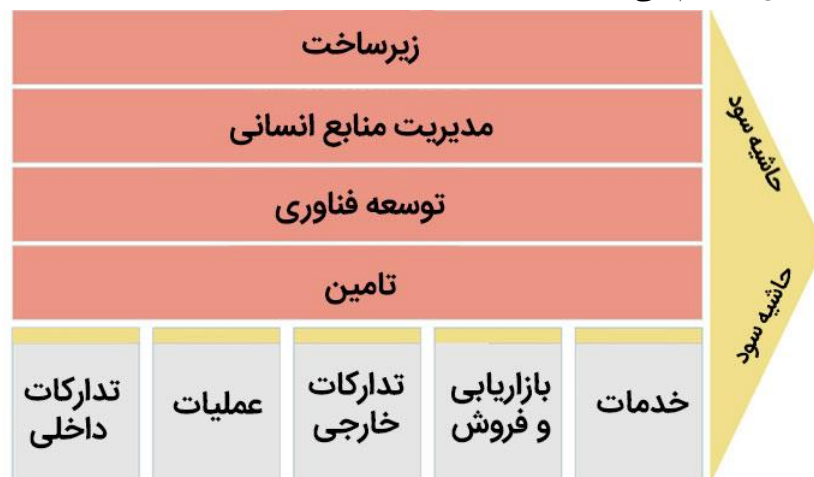 زیرساخت
مدیریت منابع انسانی
توسعه فناوری
تامین
حاشیه سود
حاشیه سود
خدمات
بازاریابی
و فروش
تدارکات
خارجی
عملیات
تدارکات
داخلی